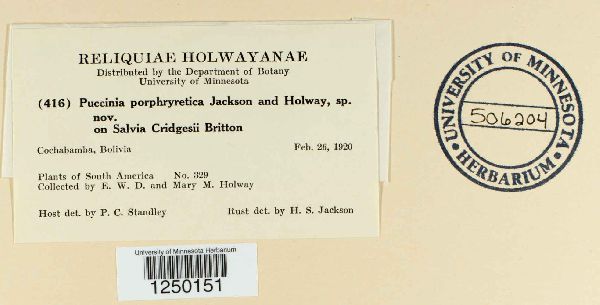 RELIQUIAE HOLWAYANAE
Distributed by the Department of Botany
University of Minnesota
(416) Puccinia porphyretica Jackson and Holway, sp.
nov.
on Salvia Cridgesii Britton
Cochabamba, Bolivia Feb. 26, 1920
Plants of South America No. 329
Collected by E. W. D. and Mary M. Holway
Host det. by P. C. Standley Rust det. by H. S. Jackson
UNIVERSITY OF MINNESOTA
506204
HERBARIUM
University of Minnesota Herbarium
1250151